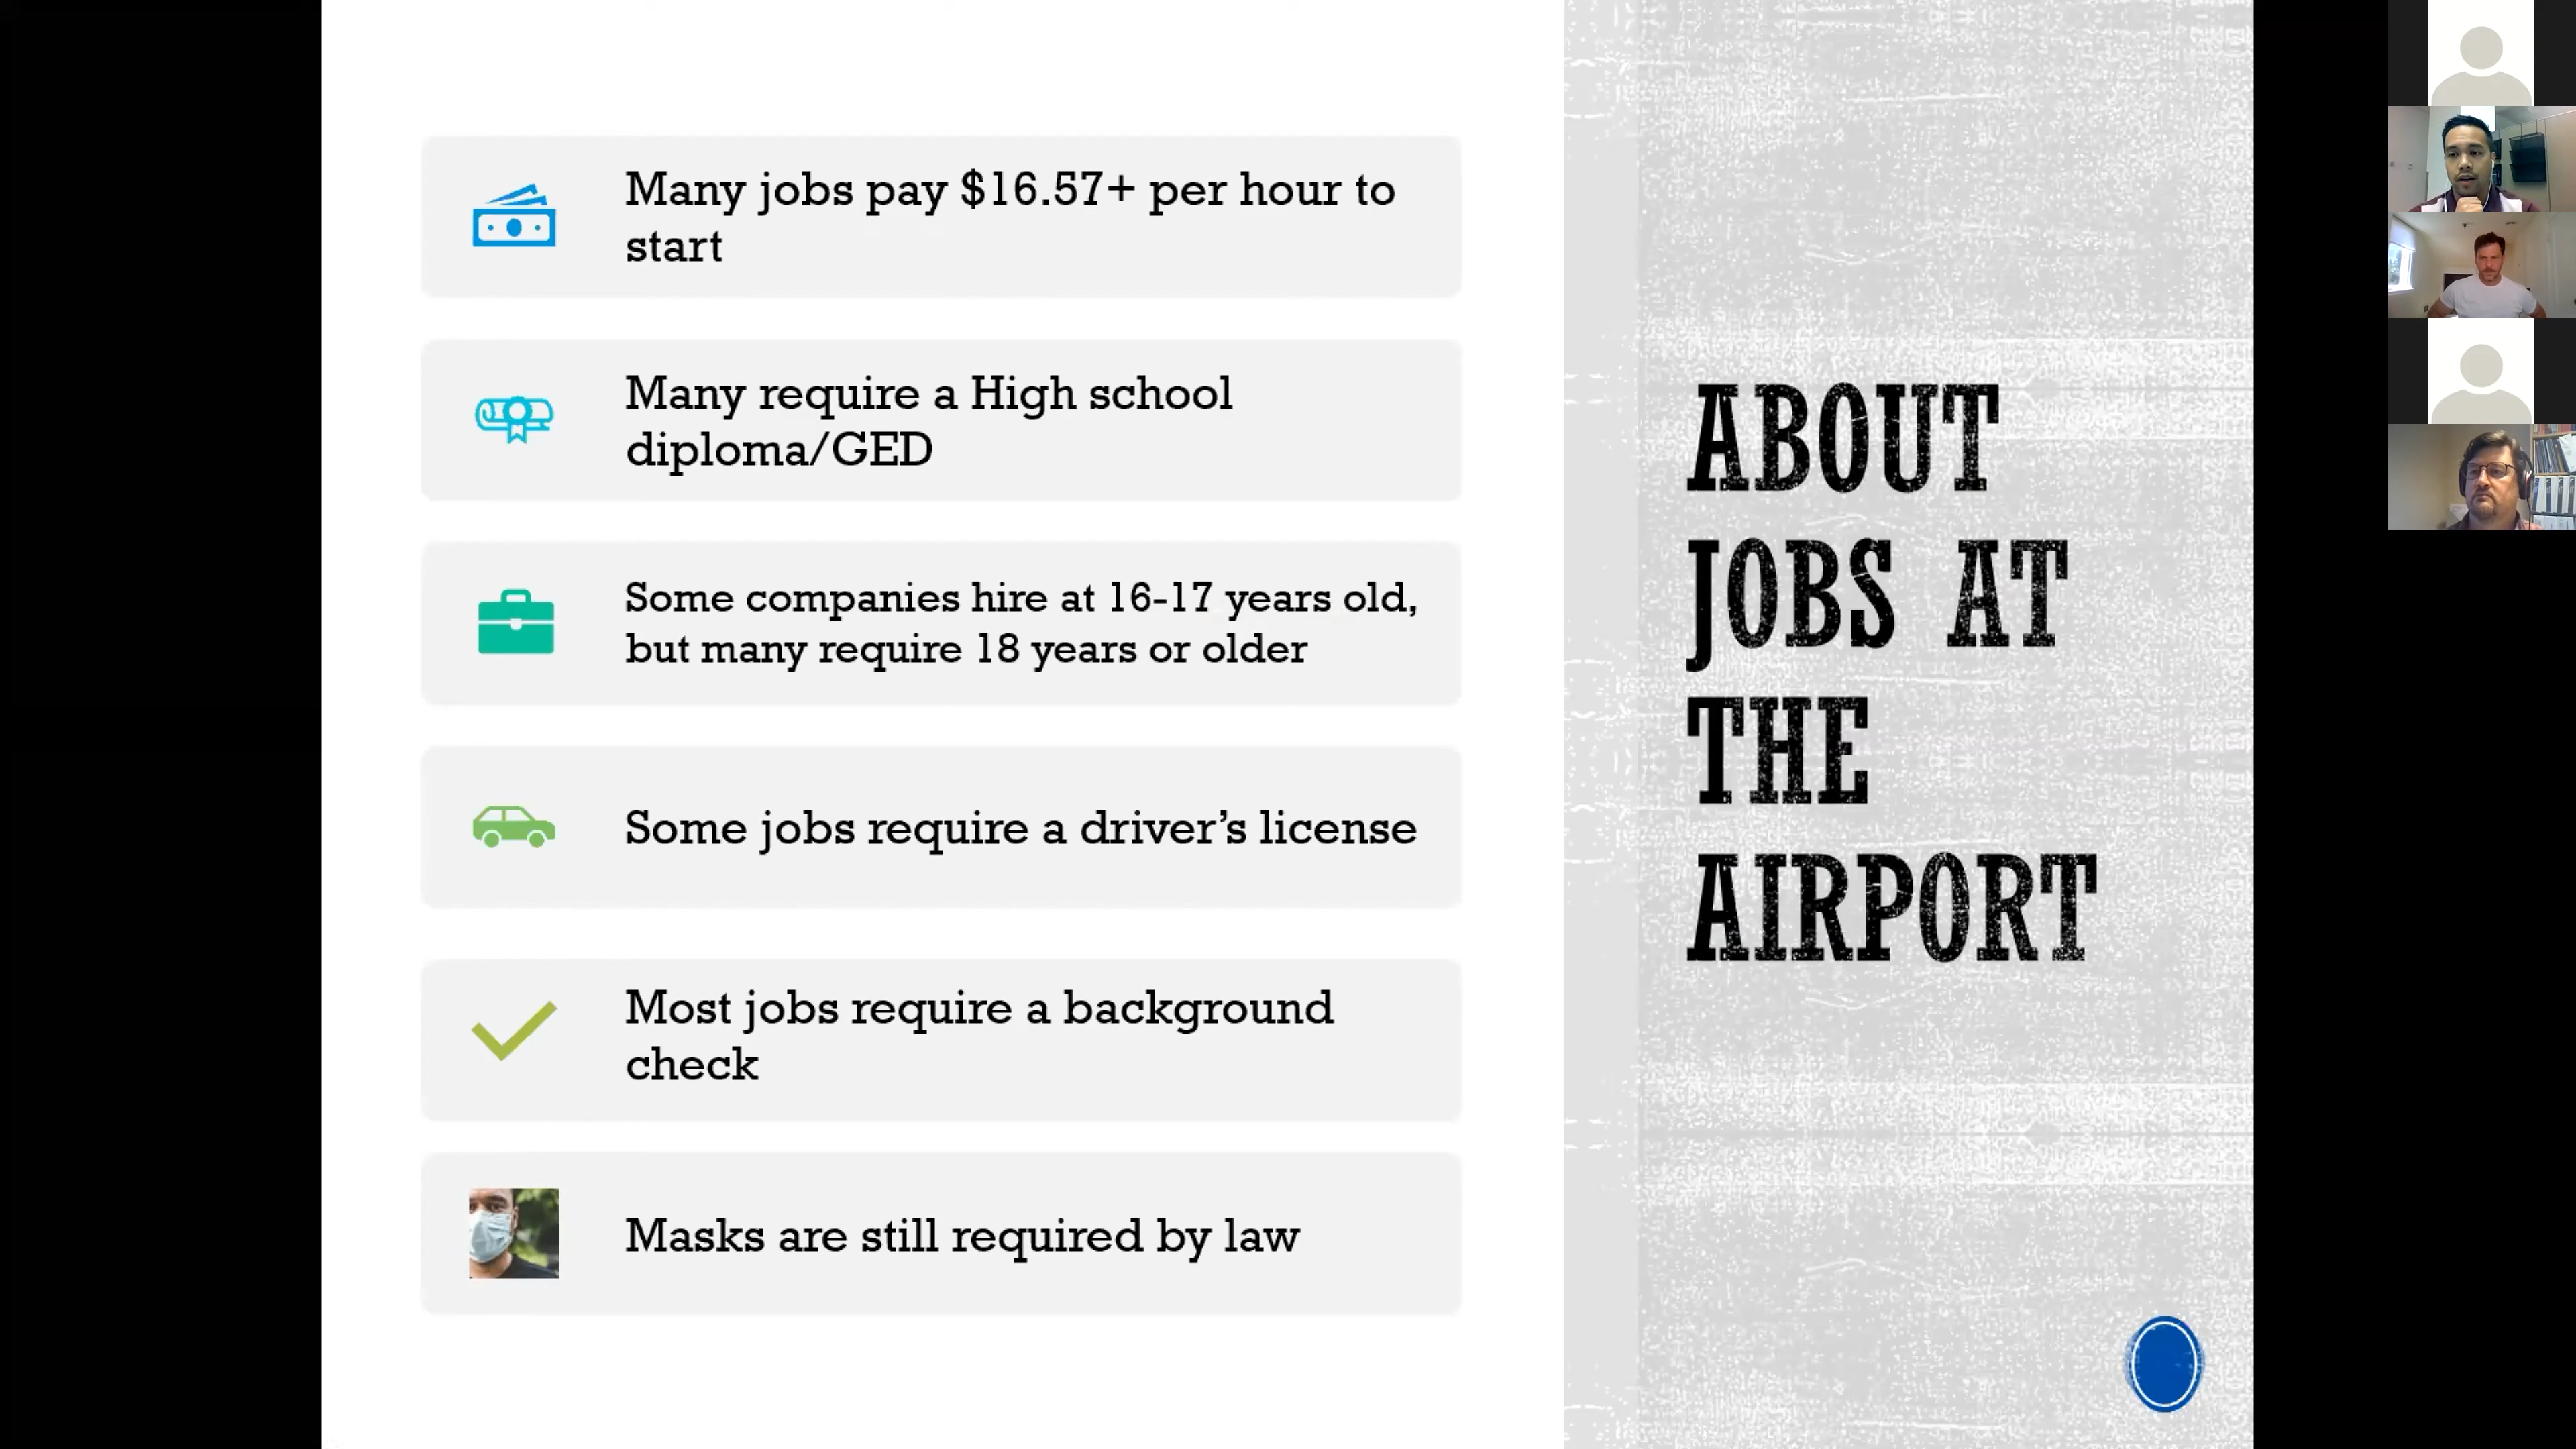 Many jobs pay $16.57+ per hour to
start
Many require a High school
diploma/GED
Some companies hire at 16-17 years old,
but many require 18 years or older
Some jobs require a driver’s license
Most jobs require a background
check
Masks are still required by law
ABOUT
JOBS AT
THE
AIRPORT